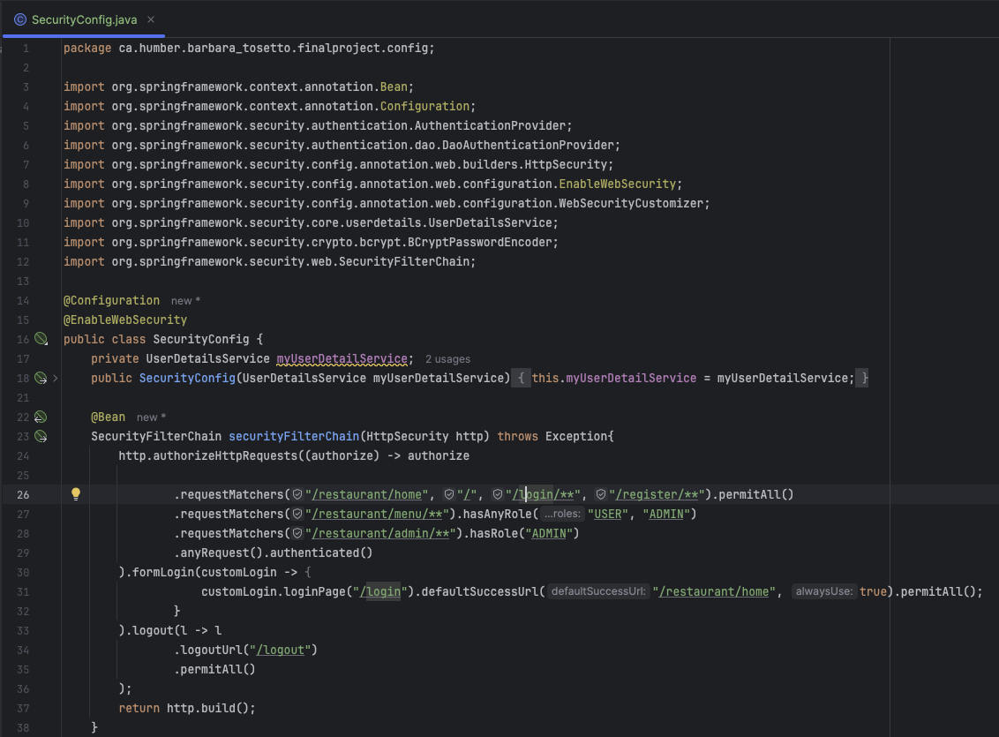 SecurityConfig.java
1 package ca.humber.barbara_tosetto.finalproject.config;
2
3 import org.springframework.context.annotation.Bean;
4 import org.springframework.context.annotation.Configuration;
5 import org.springframework.security.authentication.AuthenticationProvider;
6 import org.springframework.security.authentication.dao.DaoAuthenticationProvider;
7 import org.springframework.security.config.annotation.web.builders.HttpSecurity;
8 import org.springframework.security.config.annotation.web.configuration.EnableWebSecurity;
9 import org.springframework.security.config.annotation.web.configuration.WebSecurityCustomizer;
10 import org.springframework.security.core.userdetails.UserDetailsService;
11 import org.springframework.security.crypto.bcrypt.BCryptPasswordEncoder;
12 import org.springframework.security.web.SecurityFilterChain;
13
14 @Configuration new *
15 @EnableWebSecurity
16 public class SecurityConfig {
17     private UserDetailsService myUserDetailService; 2 usages
18     public SecurityConfig(UserDetailsService myUserDetailService) { this.myUserDetailService = myUserDetailService; }
21
22     @Bean new *
23     SecurityFilterChain securityFilterChain(HttpSecurity http) throws Exception{
24         http.authorizeHttpRequests((authorize) -> authorize
25
26                 .requestMatchers("/restaurant/home", "/", "/login/**", "/register/**").permitAll()
27                 .requestMatchers("/restaurant/menu/**").hasAnyRole( ...roles: "USER", "ADMIN")
28                 .requestMatchers("/restaurant/admin/**").hasRole("ADMIN")
29                 .anyRequest().authenticated()
30         ).formLogin(customLogin -> {
31                     customLogin.loginPage("/login").defaultSuccessUrl( defaultSuccessUrl: "/restaurant/home", alwaysUse: true).permitAll();
32                 }
33         ).logout(l -> l
34                 .logoutUrl("/logout")
35                 .permitAll()
36         );
37         return http.build();
38     }